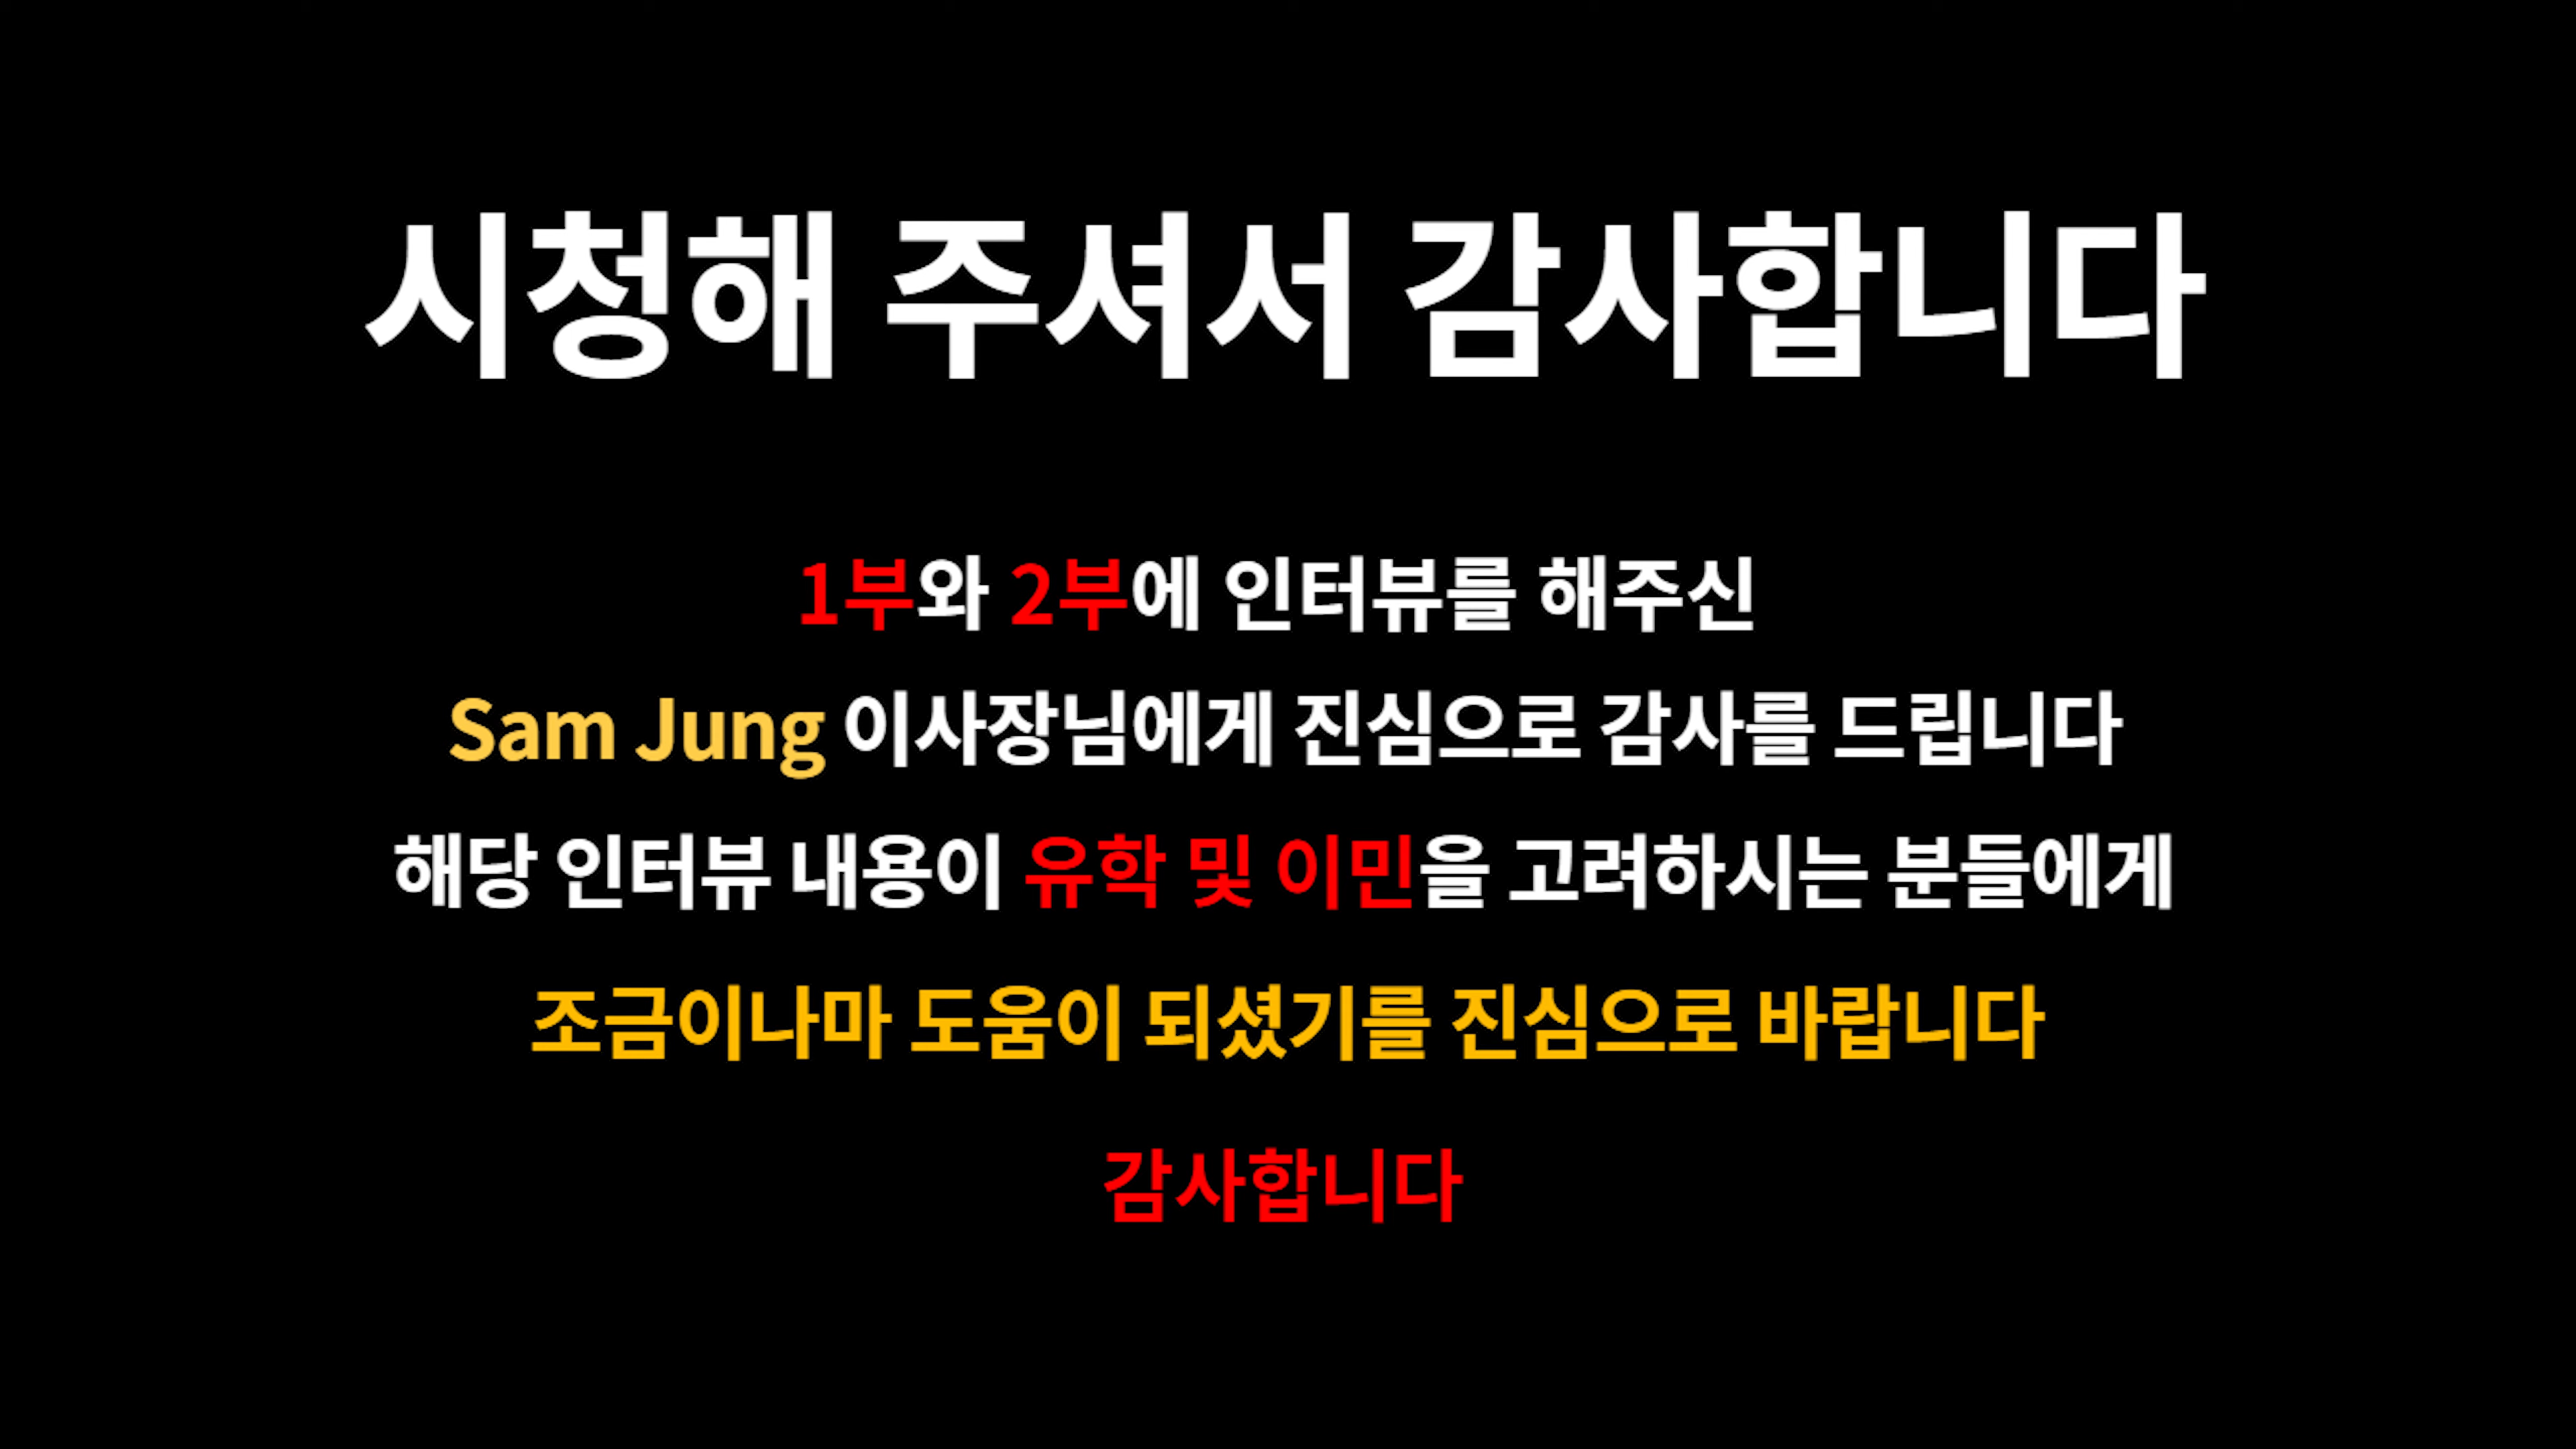 시청해 주셔서 감사합니다
1부와 2부에 인터뷰를 해주신
Sam Jung 이사장님에게 진심으로 감사를 드립니다
해당 인터뷰 내용이 유학 및 이민을 고려하시는 분들에게
조금이나마 도움이 되셨기를 진심으로 바랍니다
감사합니다